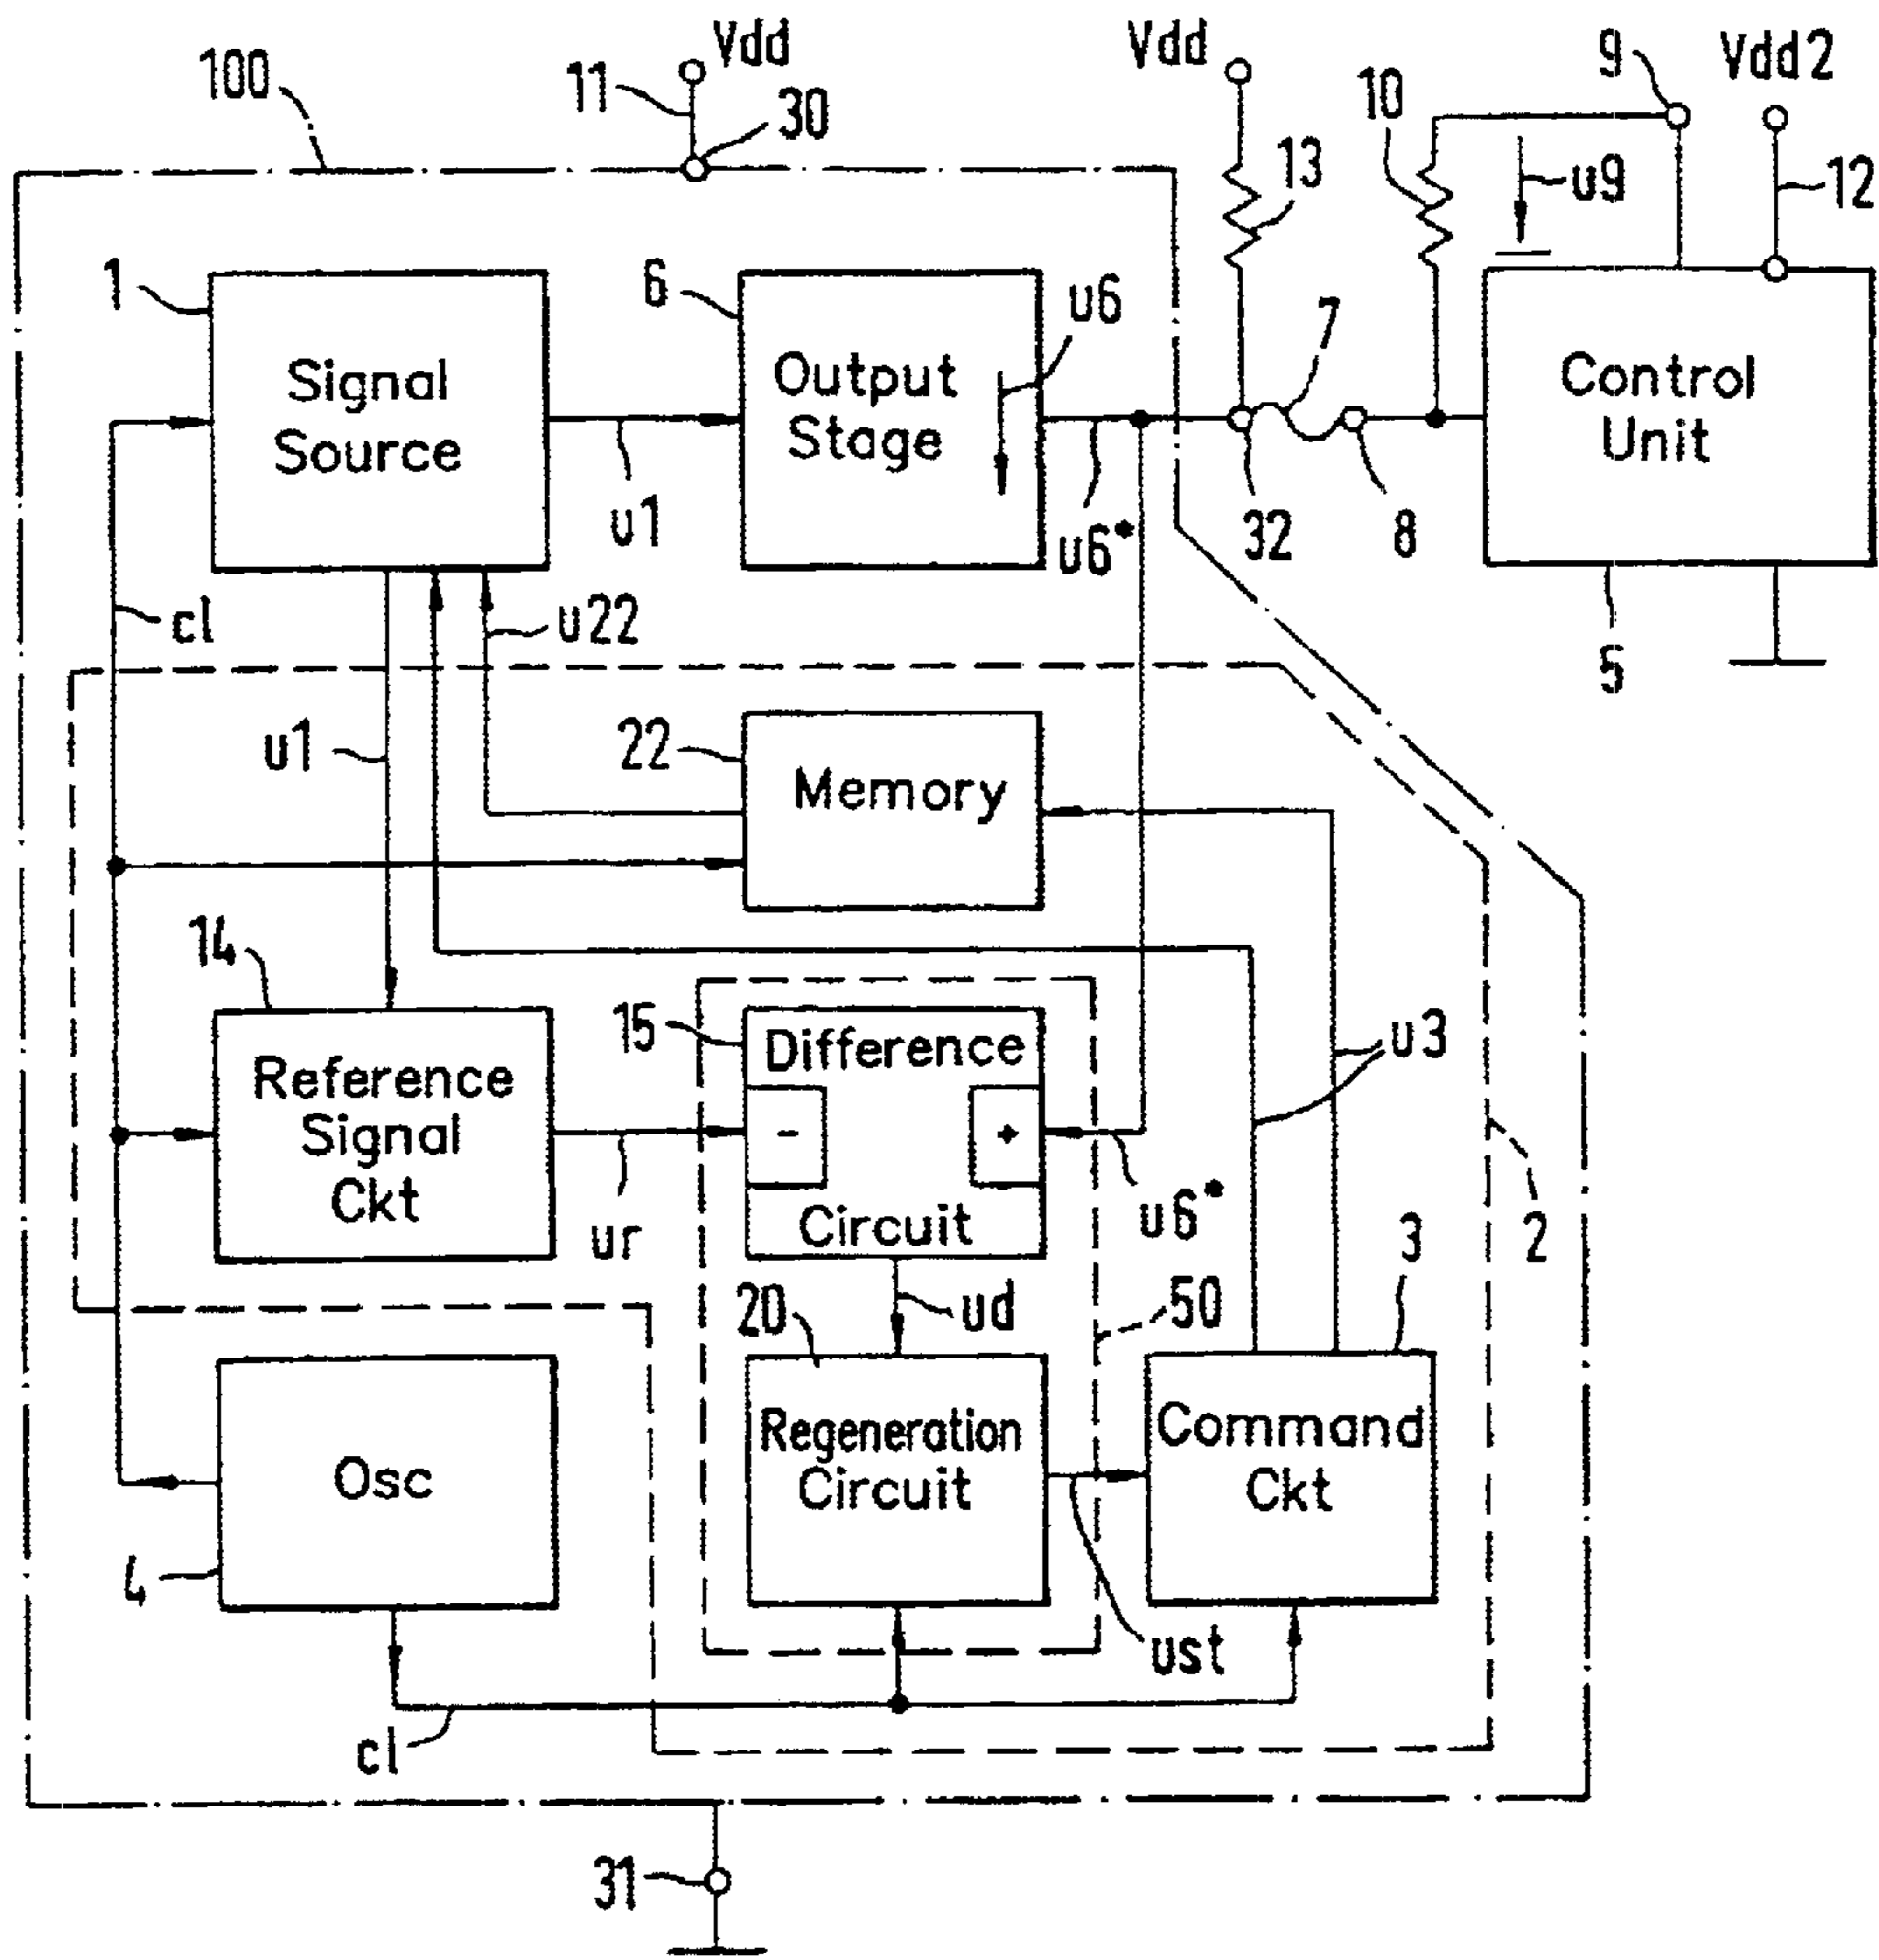 Vdd
Vdd
Vdd2
9
100
11
30
10
13
u9
12
1
6
u6
7
Signal
Source
Output
Stage
Control
Unit
u1
u6*
32
8
cl
u22
5
u1
22
Memory
14
15
Difference
u3
Reference
Signal
Ckt
-
+
ur
Circuit
u6*
2
3
20
ud
50
Osc
Regeneration
Circuit
Command
Ckt
4
ust
cl
31